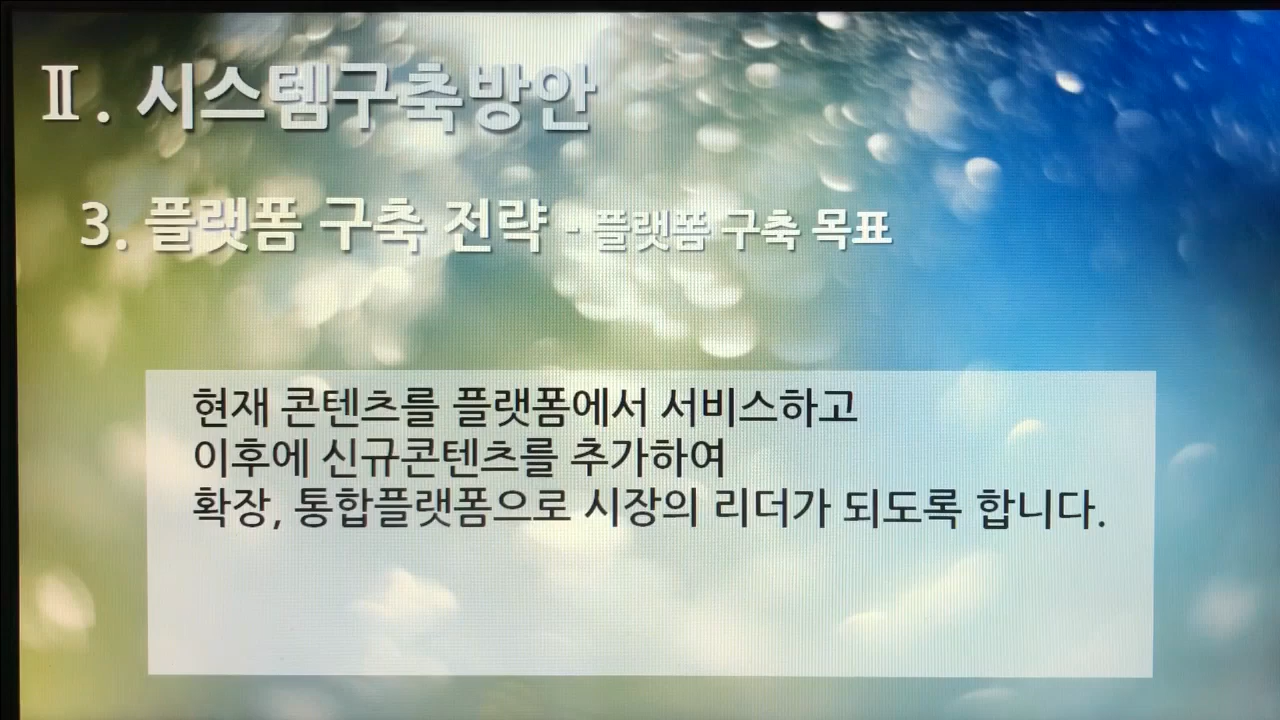 Ⅱ. 시스템구축방안
3. 플랫폼 구축 전략 - 플랫폼 구축 목표
현재 콘텐츠를 플랫폼에서 서비스하고
이후에 신규콘텐츠를 추가하여
확장, 통합플랫폼으로 시장의 리더가 되도록 합니다.